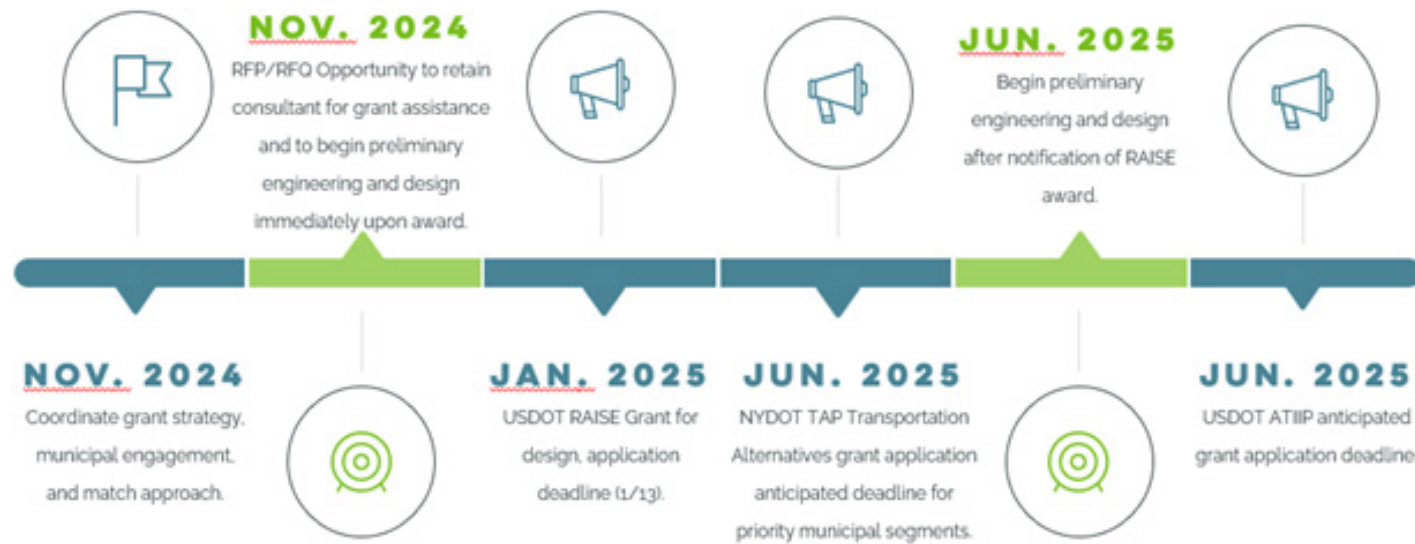 NOV. 2024
RFP/RFQ Opportunity to retain
consultant for grant assistance
and to begin preliminary
engineering and design
immediately upon award.
JUN. 2025
Begin preliminary
engineering and design
after notification of RAISE
award.
NOV. 2024
Coordinate grant strategy,
municipal engagement,
and match approach.
JAN. 2025
USDOT RAISE Grant for
design, application
deadline (1/13).
JUN. 2025
NYDOT TAP Transportation
Alternatives grant application
anticipated deadline for
priority municipal segments.
JUN. 2025
USDOT ATIIP anticipated
grant application deadline